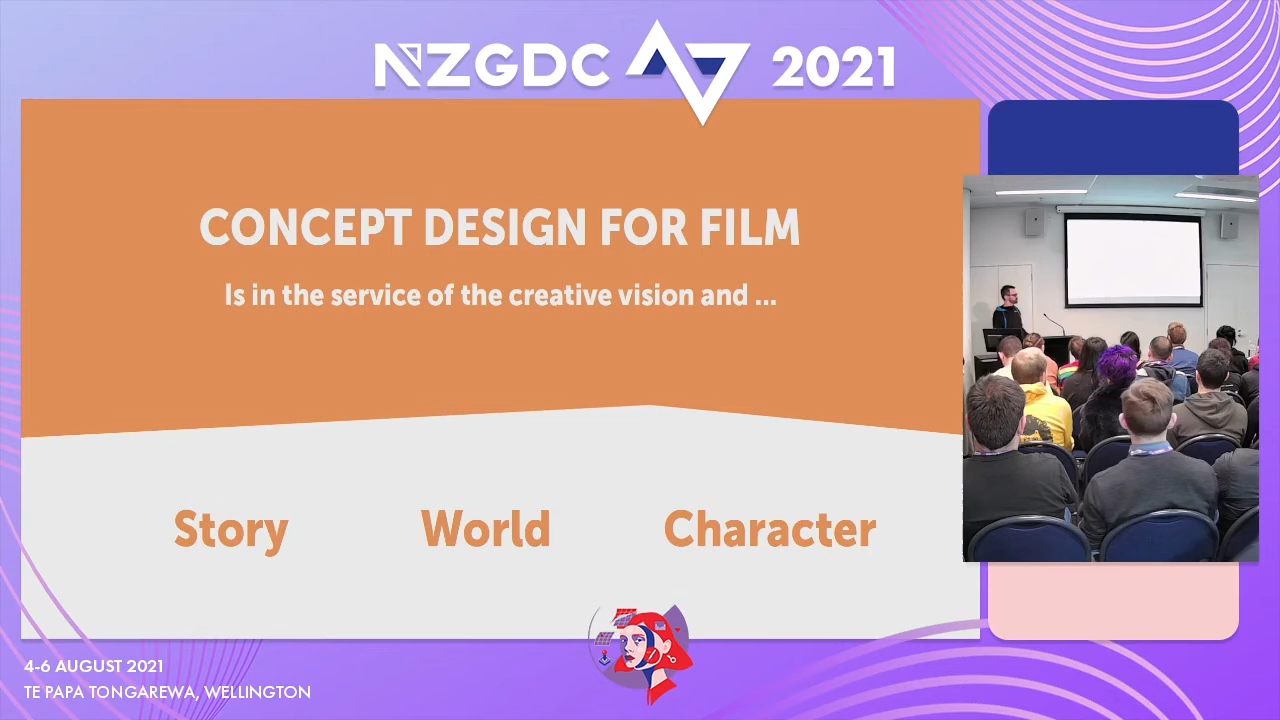 NZGDC 2021
CONCEPT DESIGN FOR FILM
Is in the service of the creative vision and ...
Story World Character
4-6 AUGUST 2021
TE PAPA TONGAREWA, WELLINGTON